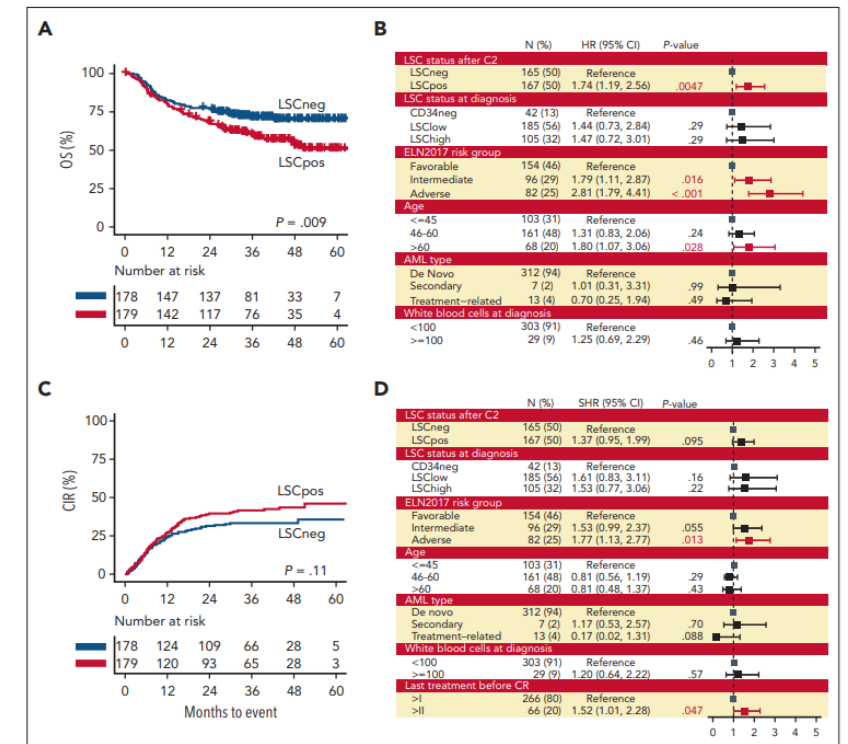 A
OS (%)
100
75
50
25
0
LSCneg
LSCpos
P = .009
0 12 24 36 48 60
Number at risk
178 147 137 81 33 7
179 142 117 76 35 4
0 12 24 36 48 60
B
N (%) HR (95% CI) P-value
LSC status after C2
LSCneg 165 (50) Reference
LSCpos 167 (50) 1.74 (1.19, 2.56) .0047
LSC status at diagnosis
CD34neg 42 (13) Reference
LSClow 185 (56) 1.44 (0.73, 2.84) .29
LSChigh 105 (32) 1.47 (0.72, 3.01) .29
ELN2017 risk group
Favorable 154 (46) Reference
Intermediate 96 (29) 1.79 (1.11, 2.87) .016
Adverse 82 (25) 2.81 (1.79, 4.41) < .001
Age
<=45 103 (31) Reference
46-60 161 (48) 1.31 (0.83, 2.06) .24
>60 68 (20) 1.80 (1.07, 3.06) .028
AML type
De Novo 312 (94) Reference
Secondary 7 (2) 1.01 (0.31, 3.31) .99
Treatment−related 13 (4) 0.70 (0.25, 1.94) .49
White blood cells at diagnosis
<100 303 (91) Reference
>=100 29 (9) 1.25 (0.69, 2.29) .46
0 1 2 3 4 5
C
CIR (%)
100
75
50
25
0
LSCpos
LSCneg
P = .11
0 12 24 36 48 60
Number at risk
178 124 109 66 28 5
179 120 93 65 28 3
0 12 24 36 48 60
Months to event
D
N (%) SHR (95% CI) P-value
LSC status after C2
LSCneg 165 (50) Reference
LSCpos 167 (50) 1.37 (0.95, 1.99) .095
LSC status at diagnosis
CD34neg 42 (13) Reference
LSClow 185 (56) 1.61 (0.83, 3.11) .16
LSChigh 105 (32) 1.53 (0.77, 3.06) .22
ELN2017 risk group
Favorable 154 (46) Reference
Intermediate 96 (29) 1.53 (0.99, 2.37) .055
Adverse 82 (25) 1.77 (1.13, 2.77) .013
Age
<=45 103 (31) Reference
46-60 161 (48) 0.81 (0.56, 1.19) .29
>60 68 (20) 0.81 (0.48, 1.37) .43
AML type
De novo 312 (94) Reference
Secondary 7 (2) 1.17 (0.53, 2.57) .70
Treatment−related 13 (4) 0.17 (0.02, 1.31) .088
White blood cells at diagnosis
<100 303 (91) Reference
>=100 29 (9) 1.20 (0.64, 2.22) .57
Last treatment before CR
>I 266 (80) Reference
>II 66 (20) 1.52 (1.01, 2.28) .047
0 1 2 3 4 5